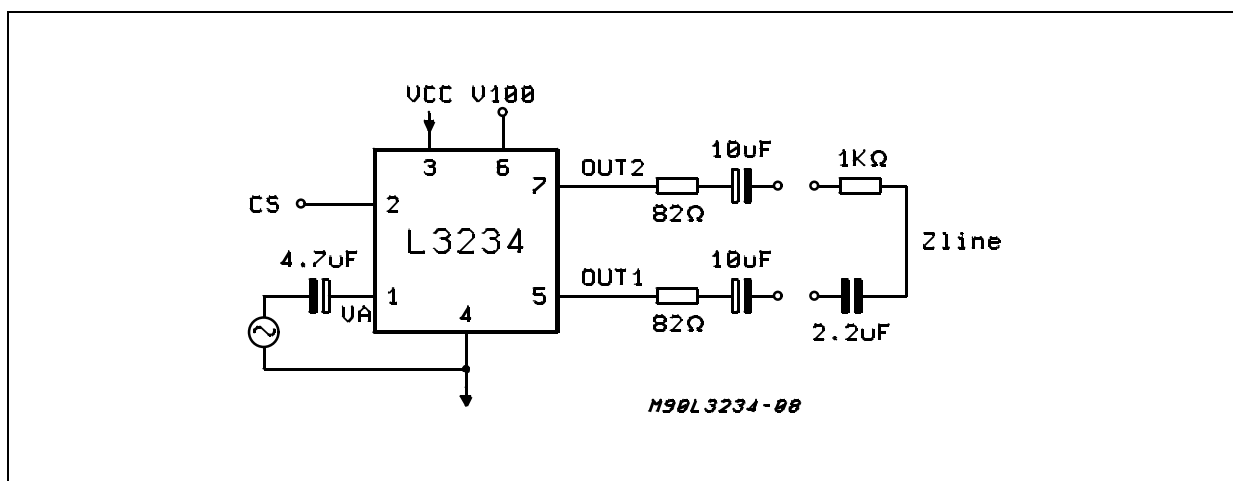 VCC V100
3 6
10uF 1KΩ
OUT2
7
82Ω
CS 2
L3234
Zline
4.7uF 10uF
OUT1
1 5
VA 4
82Ω 2.2uF
M90L3234-08